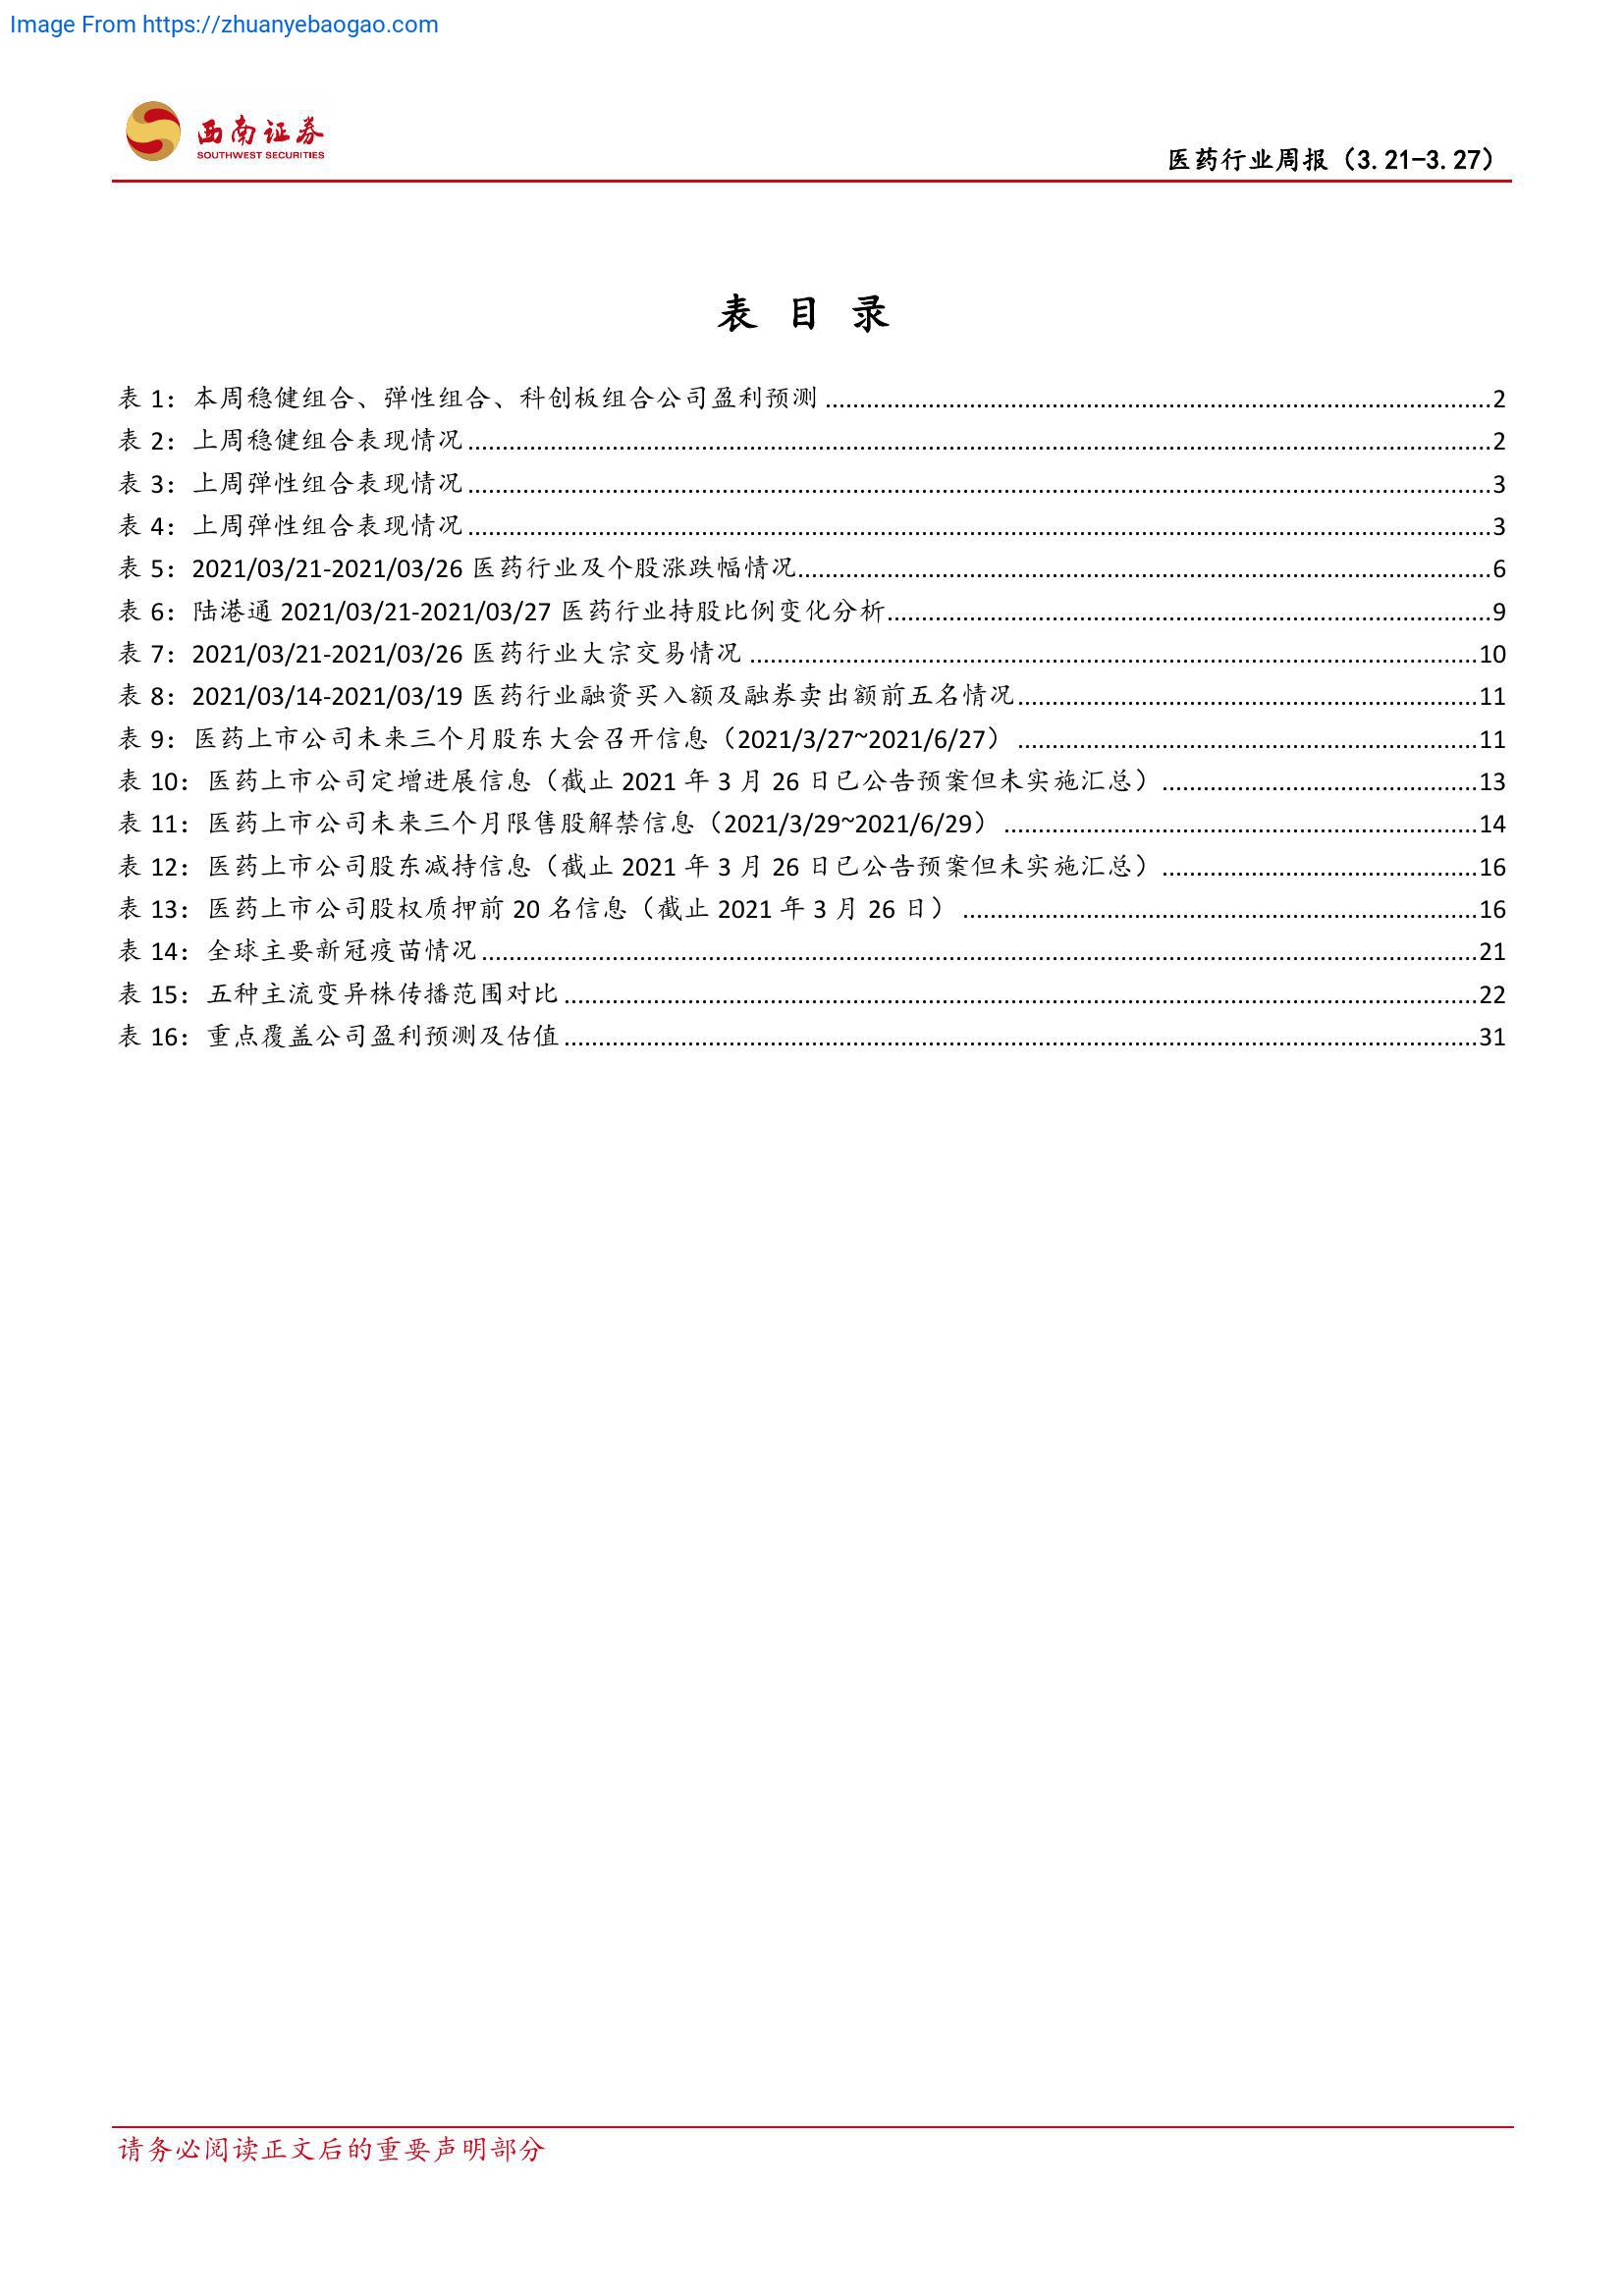 Image From https://zhuanyebaogao.com
西南证券
SOUTHWEST SECURITIES
医药行业周报（3.21-3.27）
表 目 录
表 1：本周稳健组合、弹性组合、科创板组合公司盈利预测 ........ 2
表 2：上周稳健组合表现情况 ........ 2
表 3：上周弹性组合表现情况 ........ 3
表 4：上周弹性组合表现情况 ........ 3
表 5：2021/03/21-2021/03/26 医药行业及个股涨跌幅情况 ........ 6
表 6：陆港通 2021/03/21-2021/03/27 医药行业持股比例变化分析 ........ 9
表 7：2021/03/21-2021/03/26 医药行业大宗交易情况 ........ 10
表 8：2021/03/14-2021/03/19 医药行业融资买入额及融券卖出额前五名情况 ........ 11
表 9：医药上市公司未来三个月股东大会召开信息（2021/3/27~2021/6/27） ........ 11
表 10：医药上市公司定增进展信息（截止 2021 年 3 月 26 日已公告预案但未实施汇总） ........ 13
表 11：医药上市公司未来三个月限售股解禁信息（2021/3/29~2021/6/29） ........ 14
表 12：医药上市公司股东减持信息（截止 2021 年 3 月 26 日已公告预案但未实施汇总） ........ 16
表 13：医药上市公司股权质押前 20 名信息（截止 2021 年 3 月 26 日） ........ 16
表 14：全球主要新冠疫苗情况 ........ 21
表 15：五种主流变异株传播范围对比 ........ 22
表 16：重点覆盖公司盈利预测及估值 ........ 31
请务必阅读正文后的重要声明部分